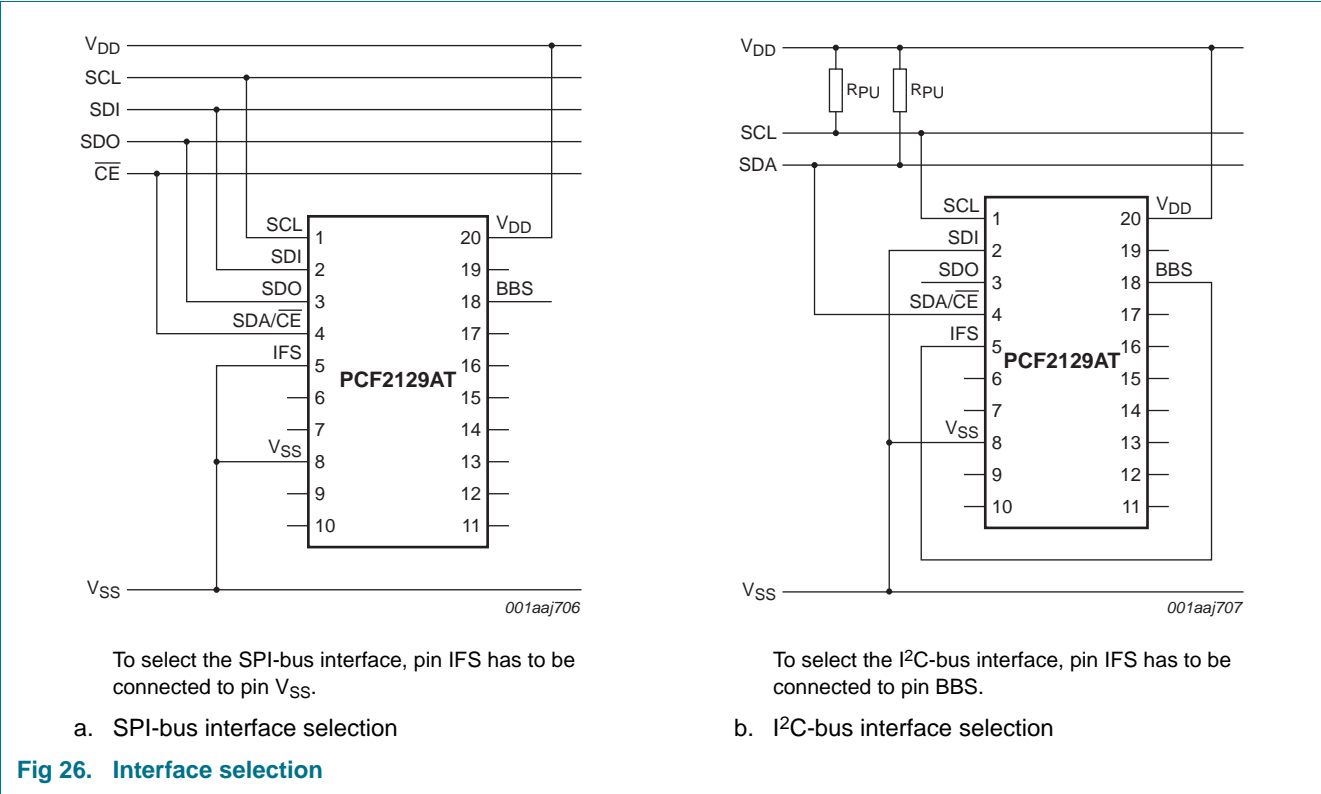 VDD
SCL
SDI
SDO
CE
SCL
SDI
SDO
SDA/CE
IFS
VSS
1
2
3
4
5
6
7
8
9
10
PCF2129AT
20
19
18
17
16
15
14
13
12
11
VDD
BBS
VSS
001aaj706
To select the SPI-bus interface, pin IFS has to be
connected to pin VSS.
a. SPI-bus interface selection
VDD
RPU
RPU
SCL
SDA
SCL
SDI
SDO
SDA/CE
IFS
VSS
1
2
3
4
5
6
7
8
9
10
PCF2129AT
20
19
18
17
16
15
14
13
12
11
VDD
BBS
VSS
001aaj707
To select the I2C-bus interface, pin IFS has to be
connected to pin BBS.
b. I2C-bus interface selection
Fig 26. Interface selection